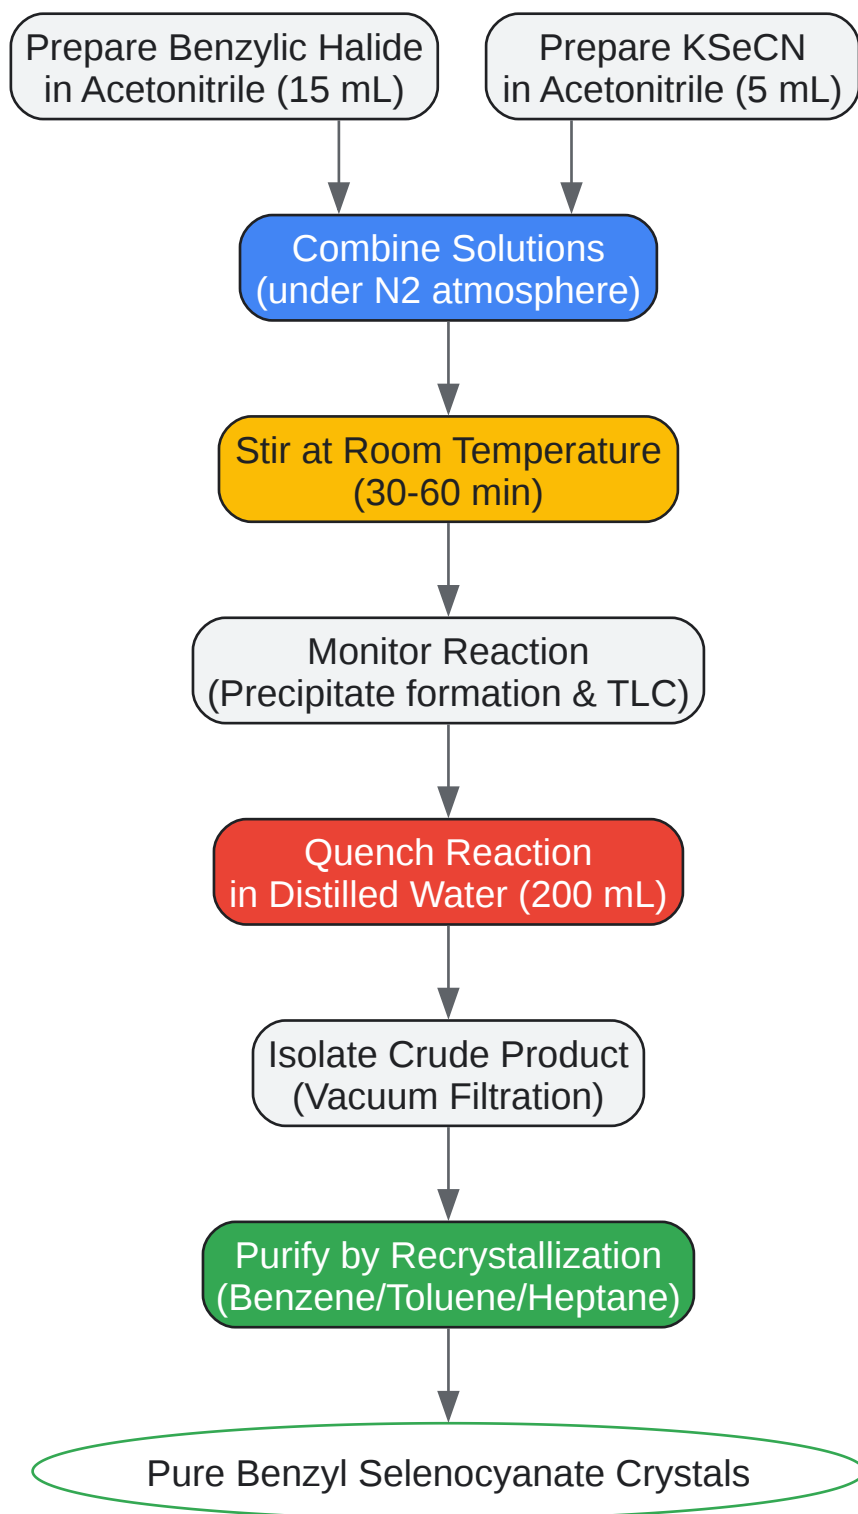 Prepare Benzylic Halide
in Acetonitrile (15 mL)
Prepare KSeCN
in Acetonitrile (5 mL)
Combine Solutions
(under N2 atmosphere)
Stir at Room Temperature
(30-60 min)
Monitor Reaction
(Precipitate formation & TLC)
Quench Reaction
in Distilled Water (200 mL)
Isolate Crude Product
(Vacuum Filtration)
Purify by Recrystallization
(Benzene/Toluene/Heptane)
Pure Benzyl Selenocyanate Crystals